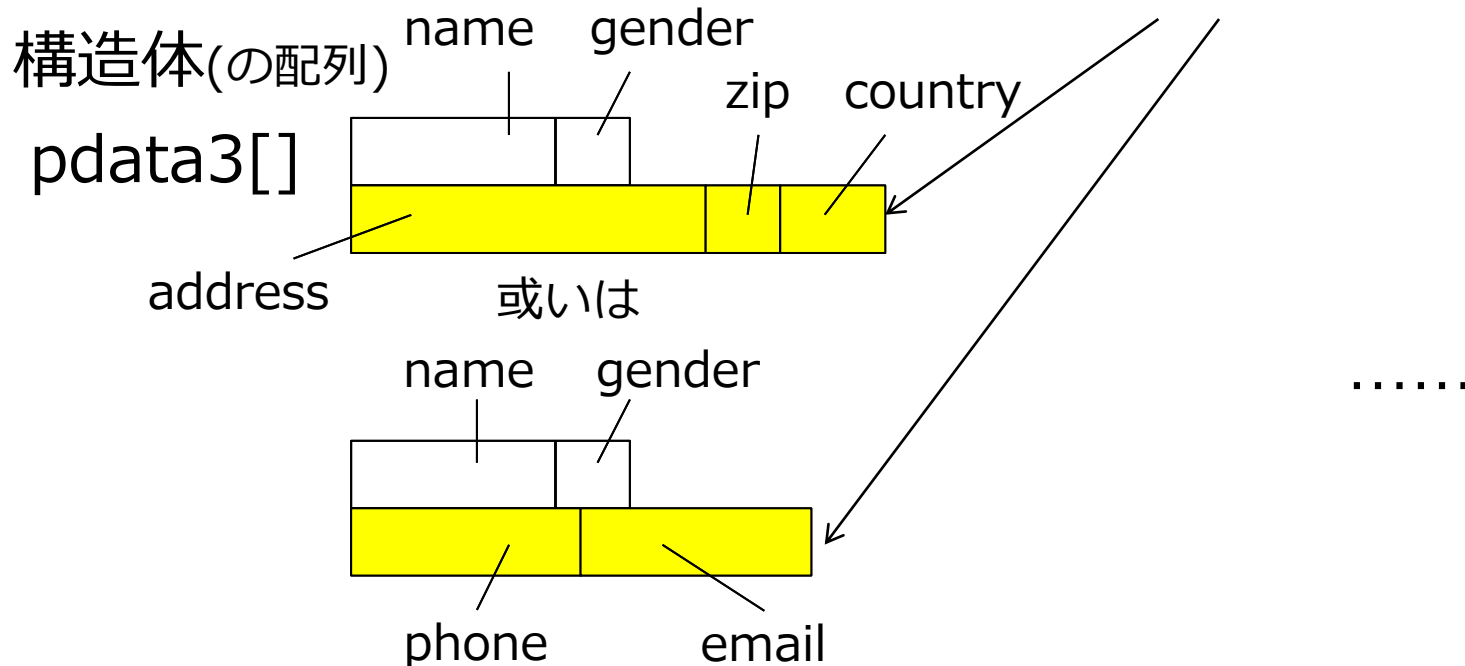 構造体(の配列)
pdata3[]
name gender
zip country
address
或いは
name gender
......
phone email